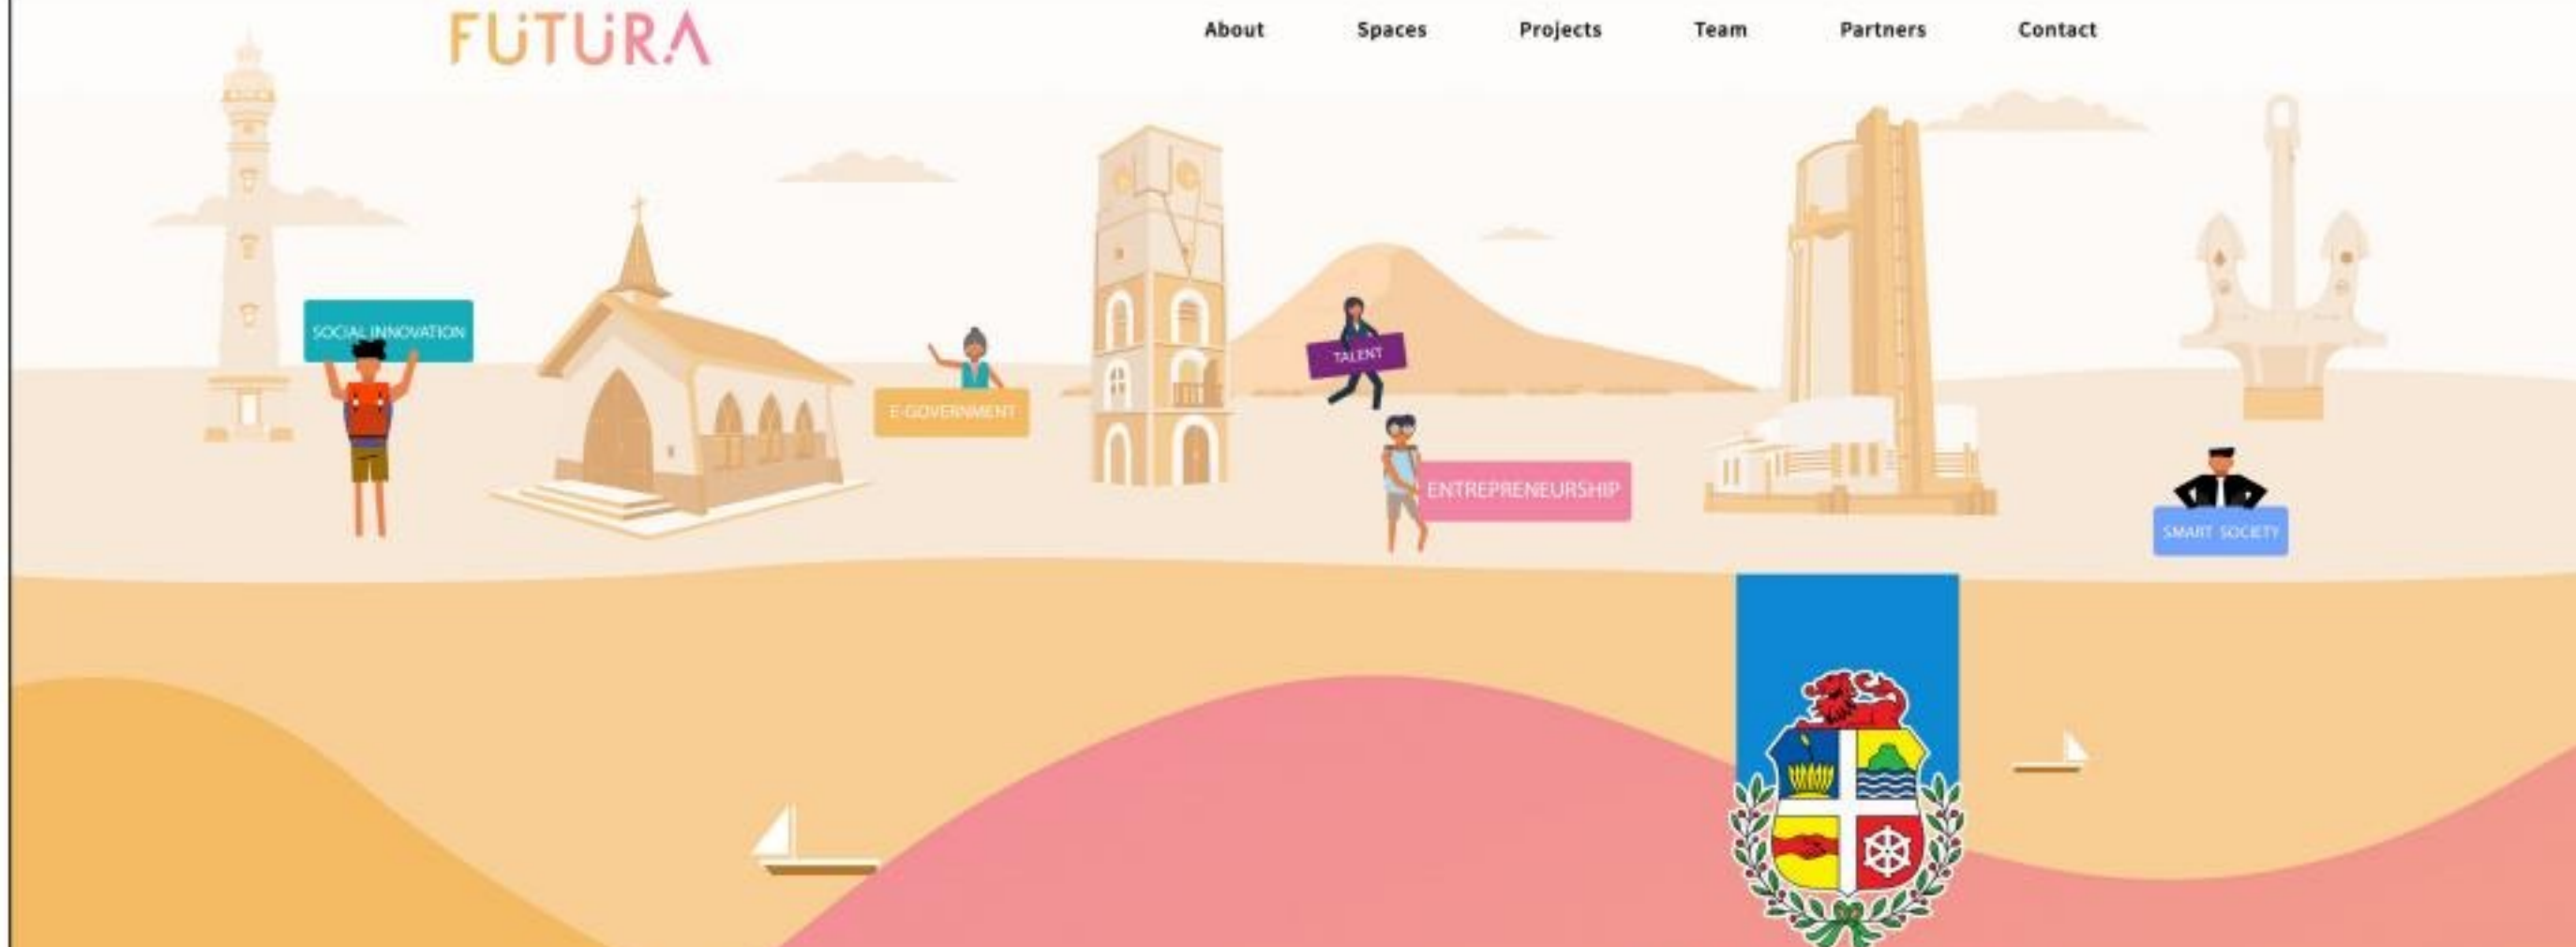 FUTURA
About Spaces Projects Team Partners Contact
SOCIAL INNOVATION
E-GOVERNMENT
TALENT
ENTREPRENEURSHIP
SMART SOCIETY